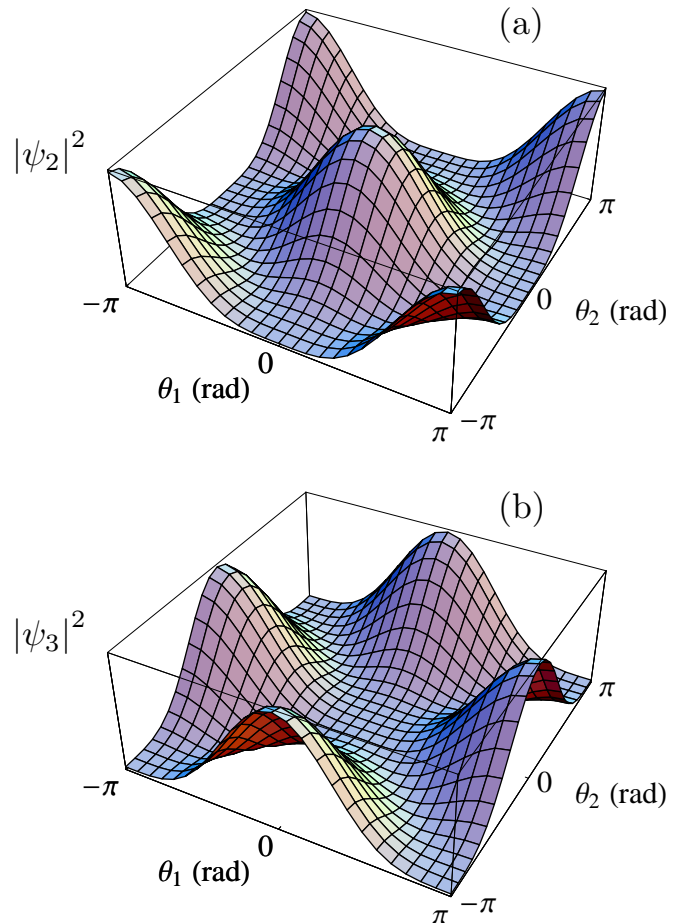 (a)
|ψ₂|²
π
−π
0
θ₂ (rad)
0
θ₁ (rad)
π
−π
(b)
|ψ₃|²
π
−π
0
θ₂ (rad)
0
θ₁ (rad)
π
−π